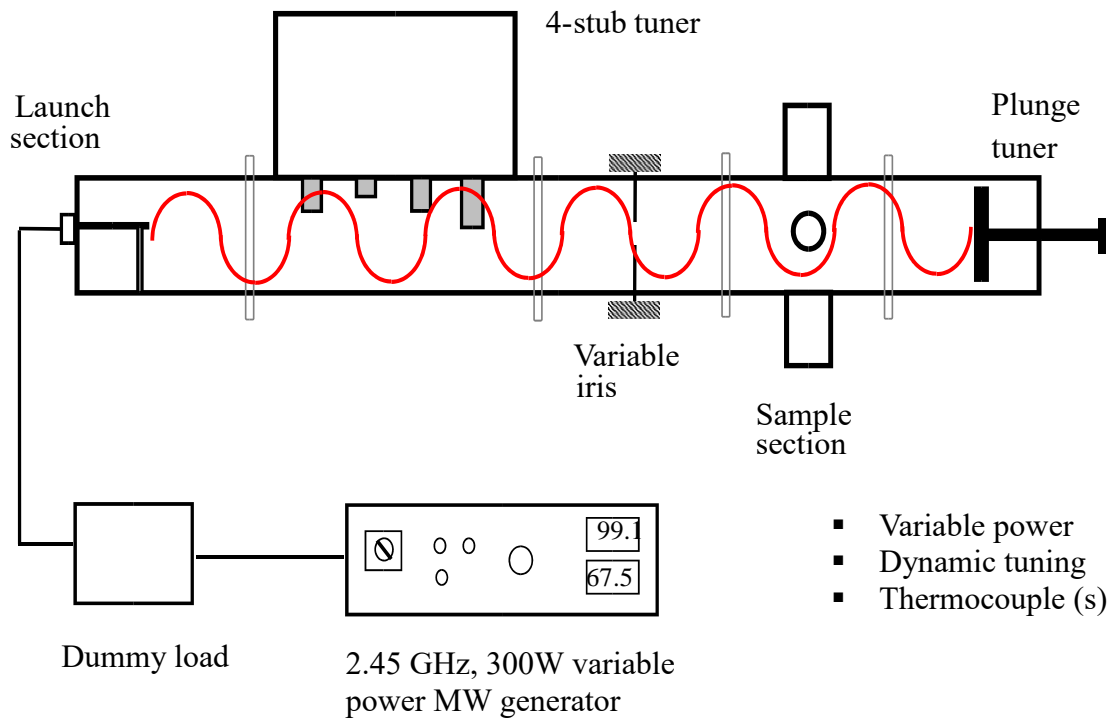 4-stub tuner
Launch
section
Plunge
tuner
Variable
iris
Sample
section
99.1
67.5
▪ Variable power
▪ Dynamic tuning
▪ Thermocouple (s)
Dummy load
2.45 GHz, 300W variable
power MW generator